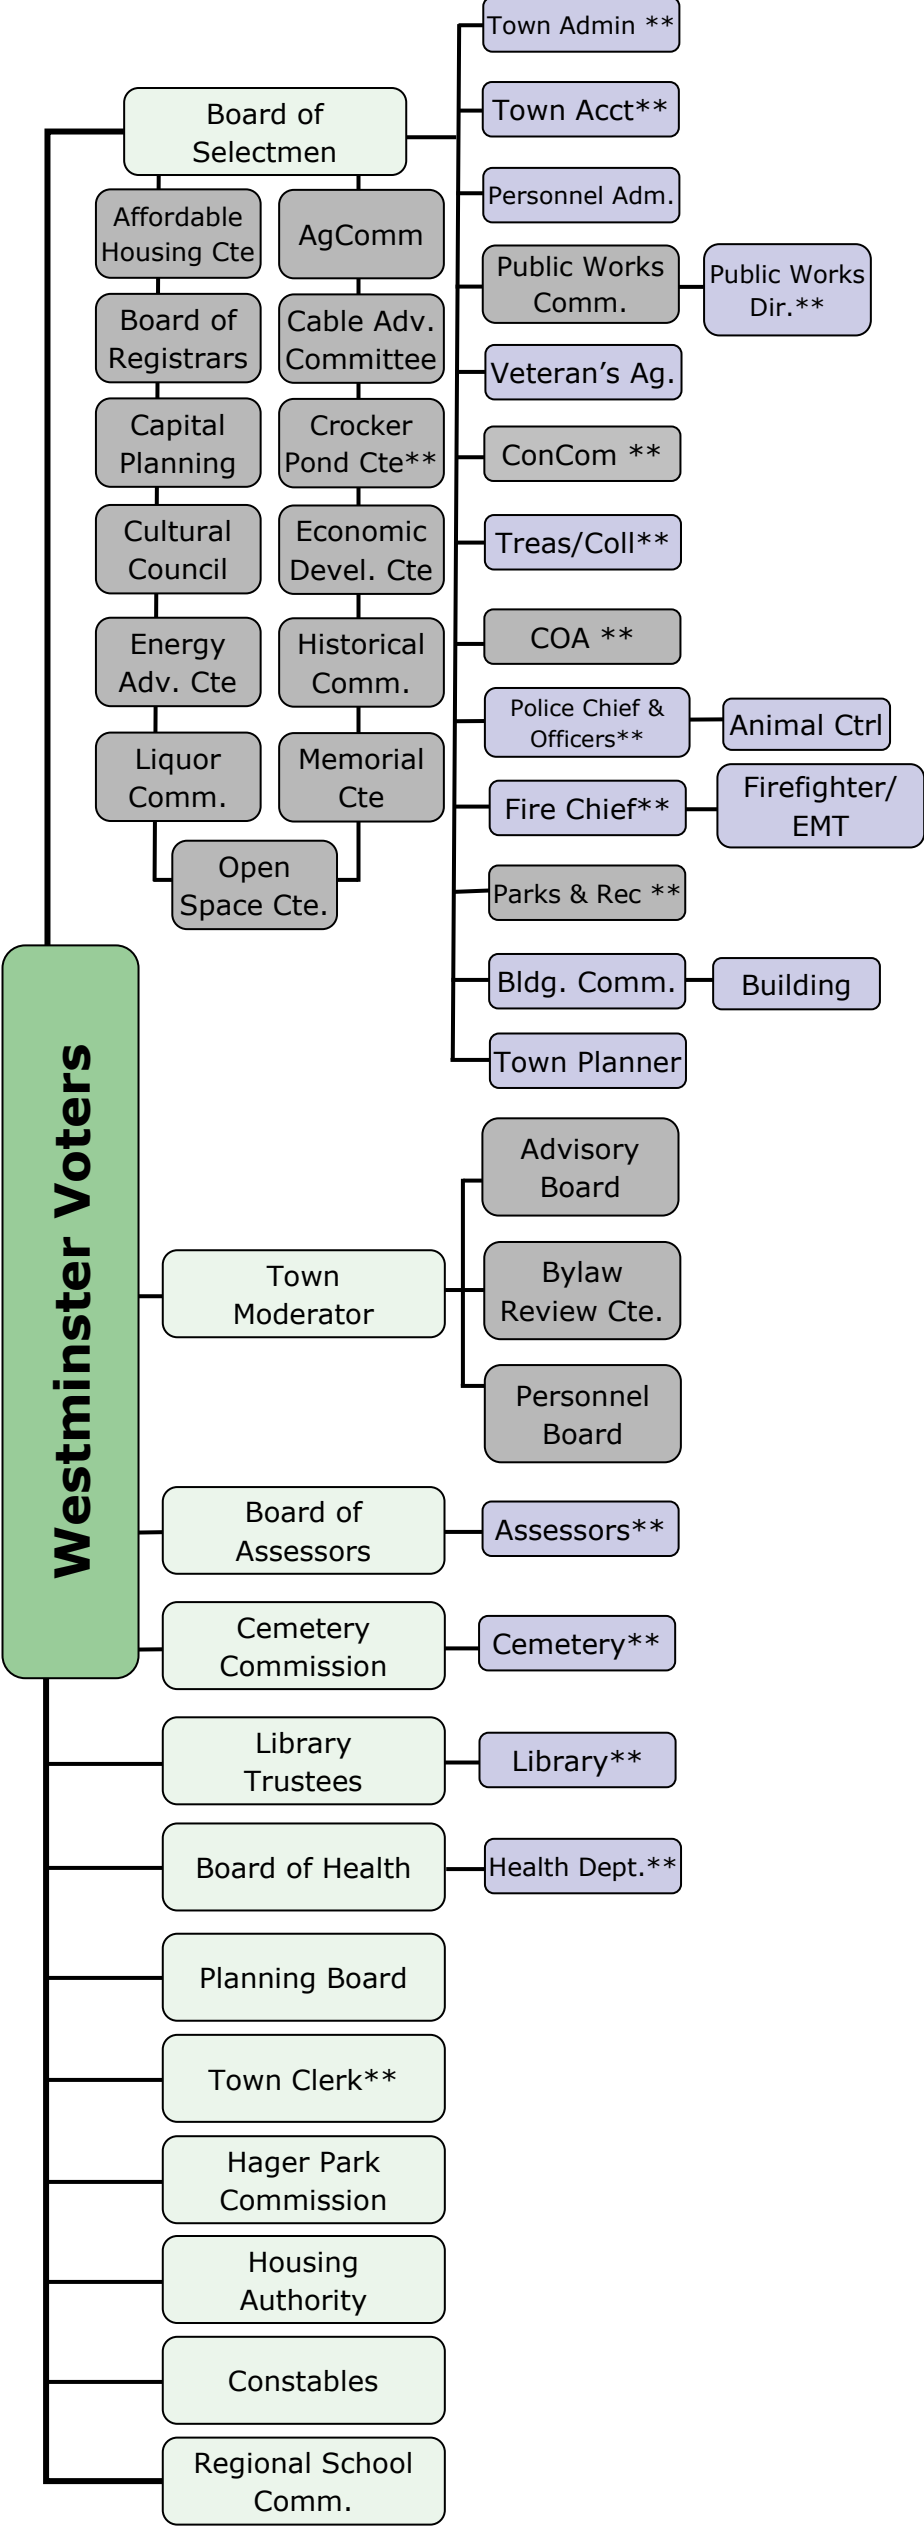 Town Admin **
Board of
Selectmen
Town Acct**
Personnel Adm.
Affordable
Housing Cte
AgComm
Public Works
Comm.
Public Works
Dir.**
Board of
Registrars
Cable Adv.
Committee
Veteran’s Ag.
Capital
Planning
Crocker
Pond Cte**
ConCom **
Cultural
Council
Economic
Devel. Cte
Treas/Coll**
Energy
Adv. Cte
Historical
Comm.
COA **
Police Chief &
Officers**
Animal Ctrl
Liquor
Comm.
Memorial
Cte
Fire Chief**
Firefighter/
EMT
Open
Space Cte.
Parks & Rec **
Bldg. Comm.
Building
Town Planner
Westminster Voters
Advisory
Board
Town
Moderator
Bylaw
Review Cte.
Personnel
Board
Board of
Assessors
Assessors**
Cemetery
Commission
Cemetery**
Library
Trustees
Library**
Board of Health
Health Dept.**
Planning Board
Town Clerk**
Hager Park
Commission
Housing
Authority
Constables
Regional School
Comm.